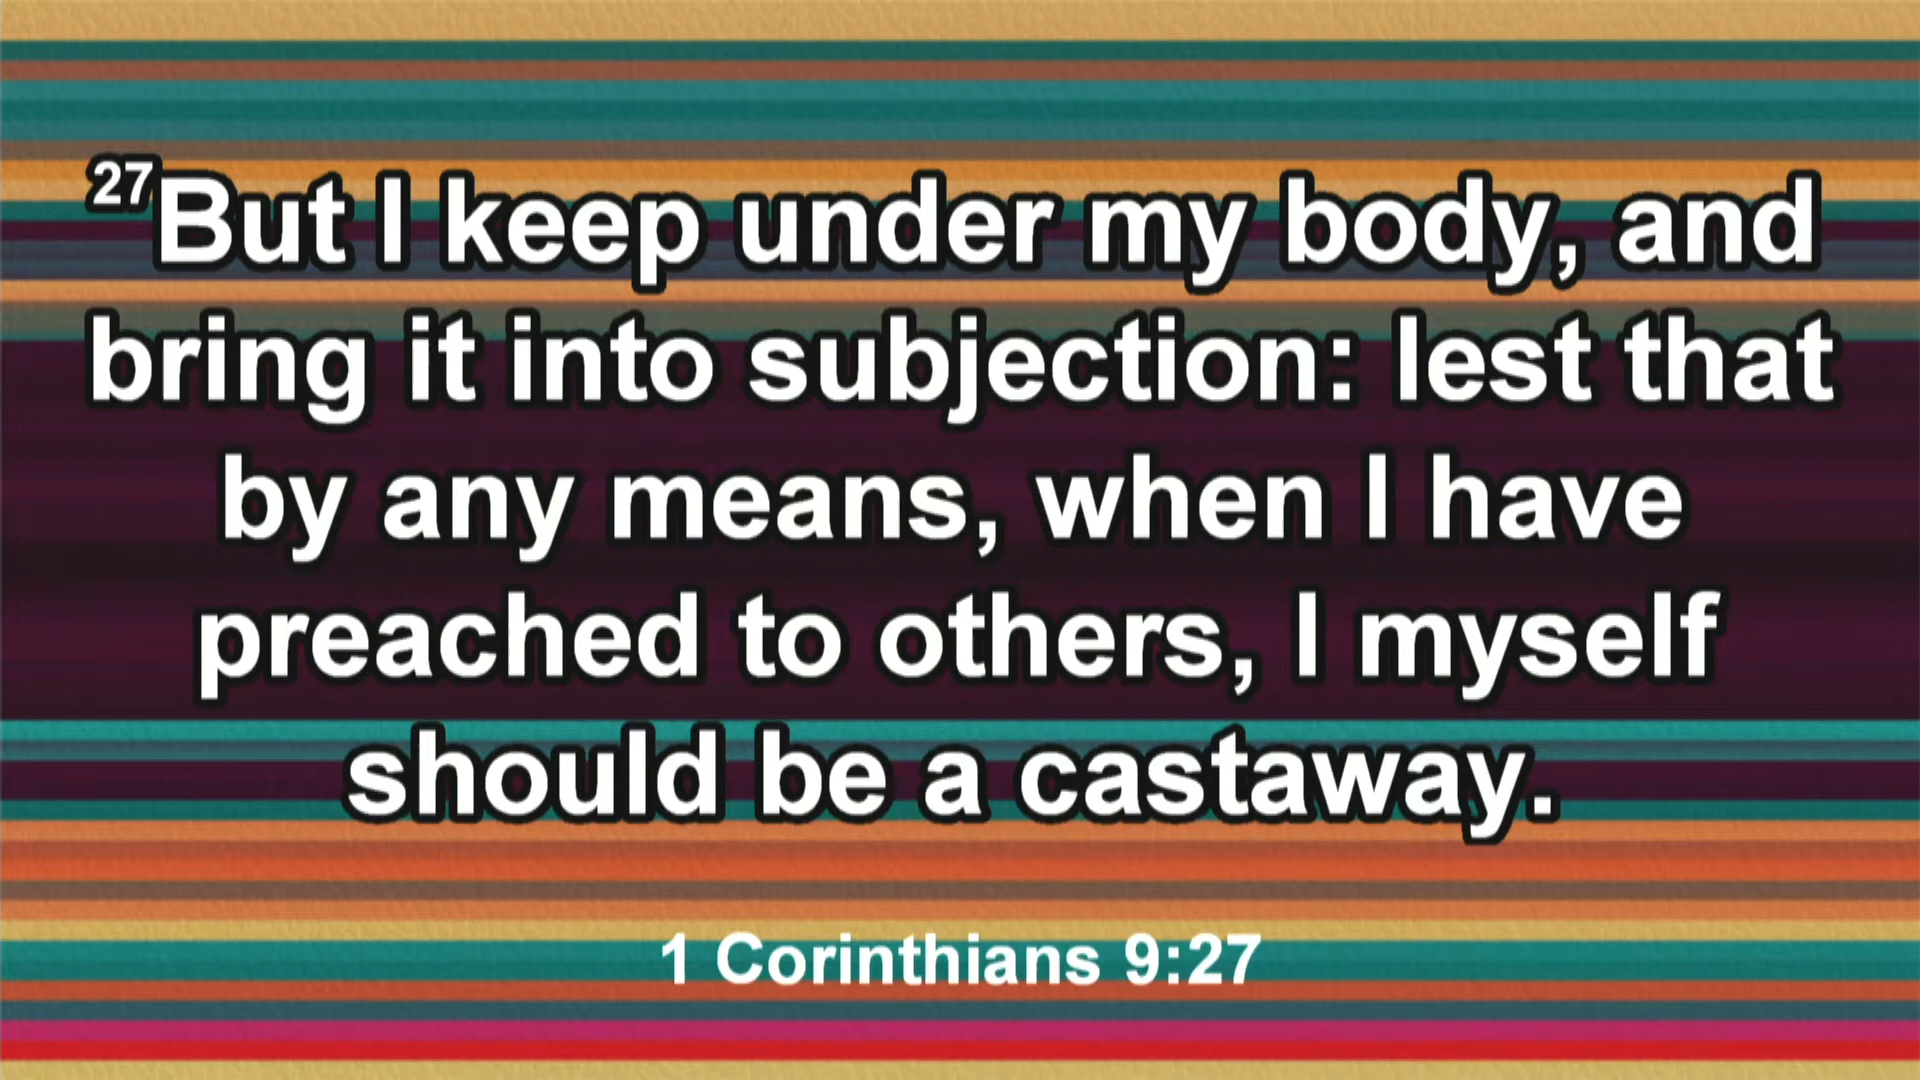 27But I keep under my body, and
bring it into subjection: lest that
by any means, when I have
preached to others, I myself
should be a castaway.
1 Corinthians 9:27